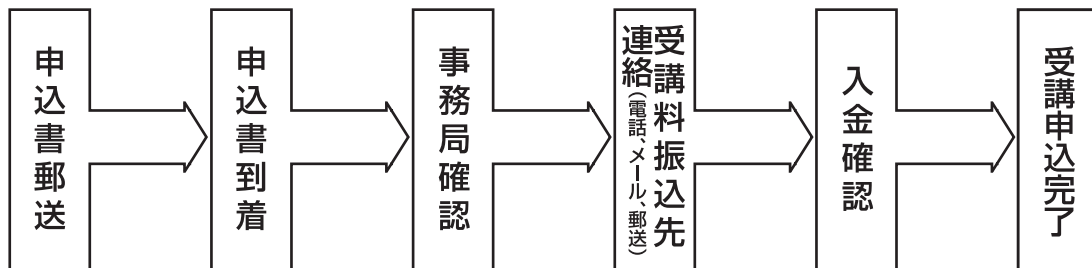 申込書郵送
申込書到着
事務局確認
受講料振込先
連絡(電話、メール、郵送)
入金確認
受講申込完了